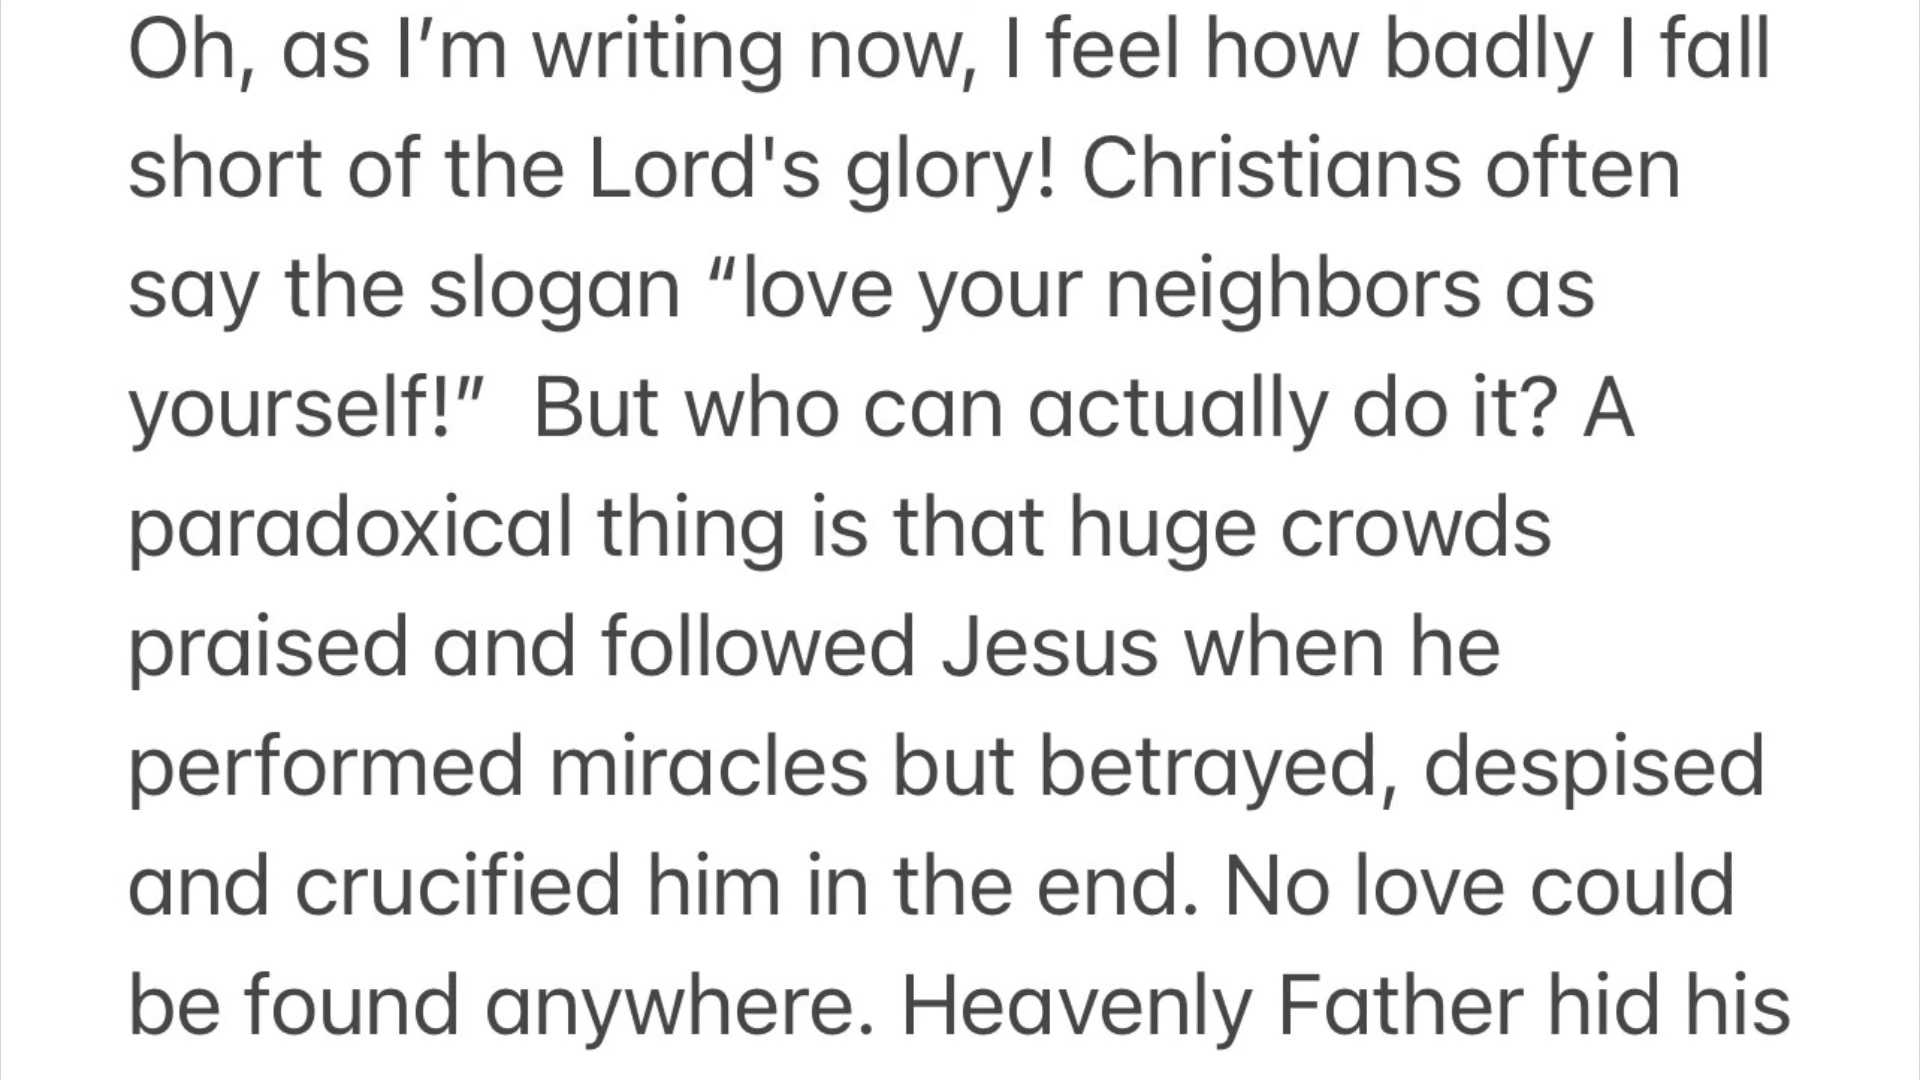 Oh, as I’m writing now, I feel how badly I fall
short of the Lord's glory! Christians often
say the slogan “love your neighbors as
yourself!”  But who can actually do it? A
paradoxical thing is that huge crowds
praised and followed Jesus when he
performed miracles but betrayed, despised
and crucified him in the end. No love could
be found anywhere. Heavenly Father hid his